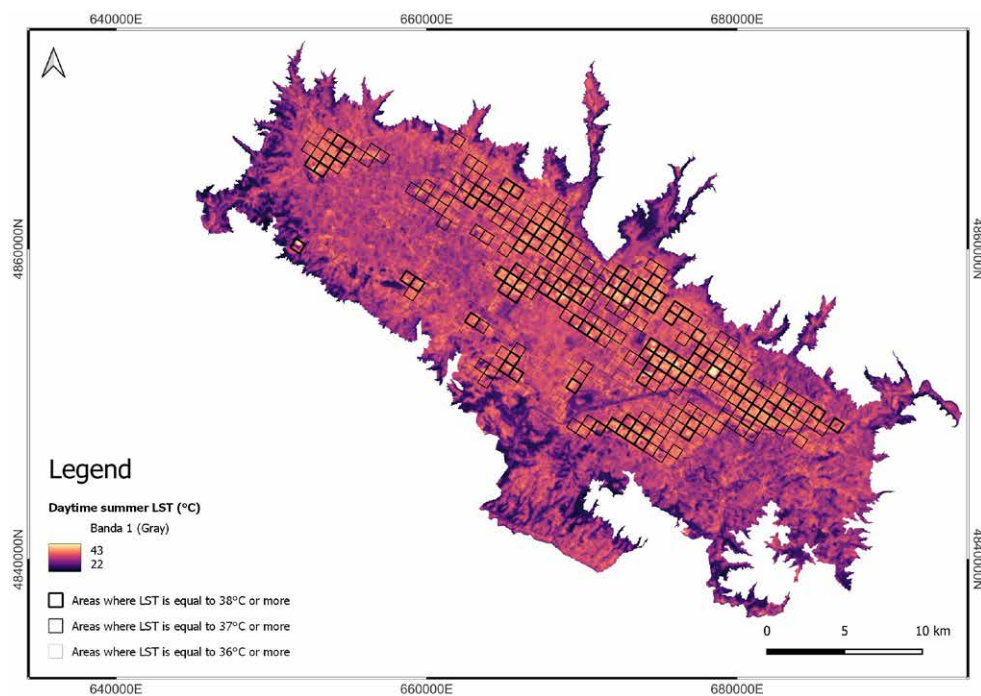 640000E 660000E 680000E
4860000N 4860000N
Legend
Daytime summer LST (°C)
Banda 1 (Gray)
43
22
4840000N 4840000N
Areas where LST is equal to 38°C or more
Areas where LST is equal to 37°C or more
Areas where LST is equal to 36°C or more
0 5 10 km
640000E 660000E 680000E